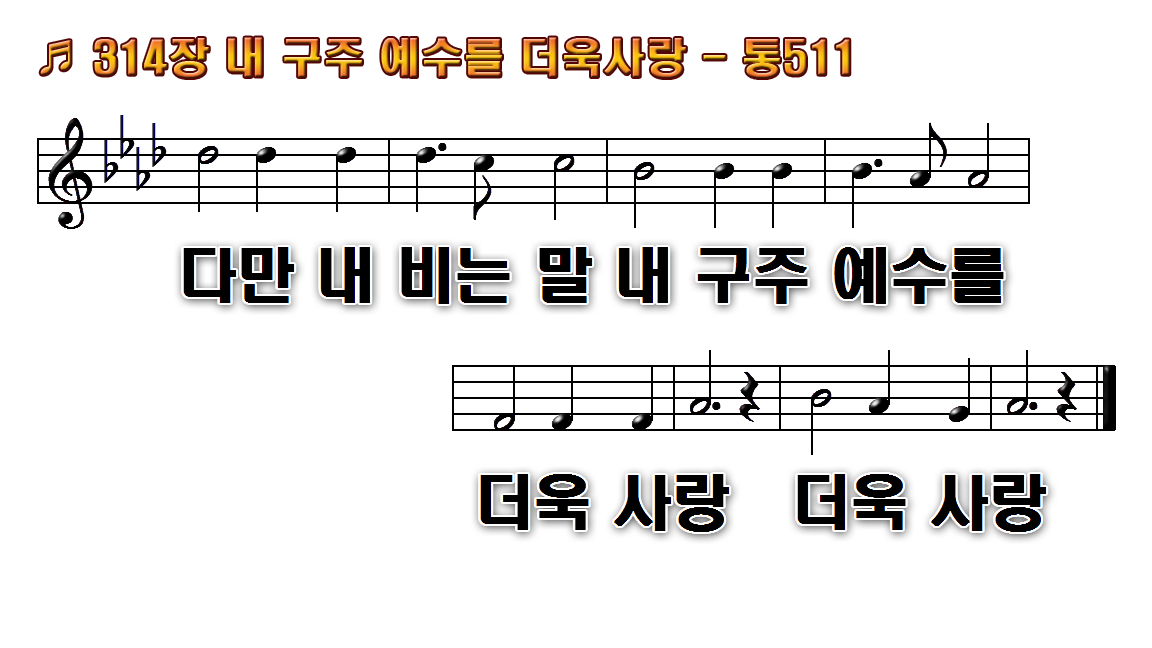 ♬ 314장 내 구주 예수를 더욱사랑 - 통511
다만 내 비는 말 내 구주 예수를
더욱 사랑 더욱 사랑